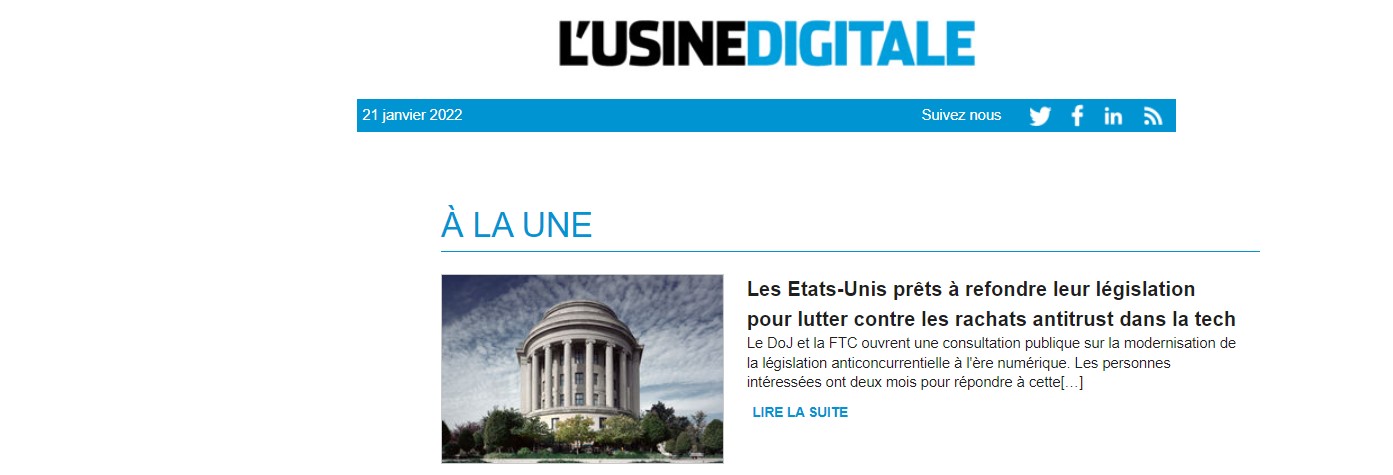 L'USINEDIGITALE
21 janvier 2022
Suivez nous
À LA UNE
Les Etats-Unis prêts à refondre leur législation
pour lutter contre les rachats antitrust dans la tech
Le DoJ et la FTC ouvrent une consultation publique sur la modernisation de
la législation anticoncurrentielle à l'ère numérique. Les personnes
intéressées ont deux mois pour répondre à cette[…]
LIRE LA SUITE